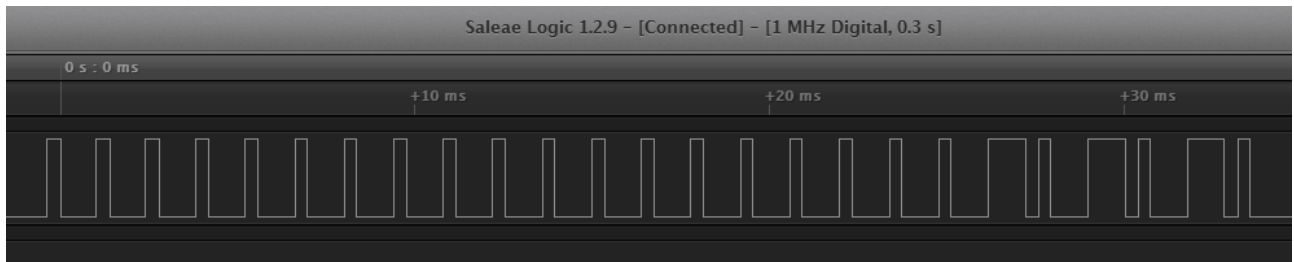 Saleae Logic 1.2.9 - [Connected] - [1 MHz Digital, 0.3 s]
0 s : 0 ms
+10 ms +20 ms +30 ms